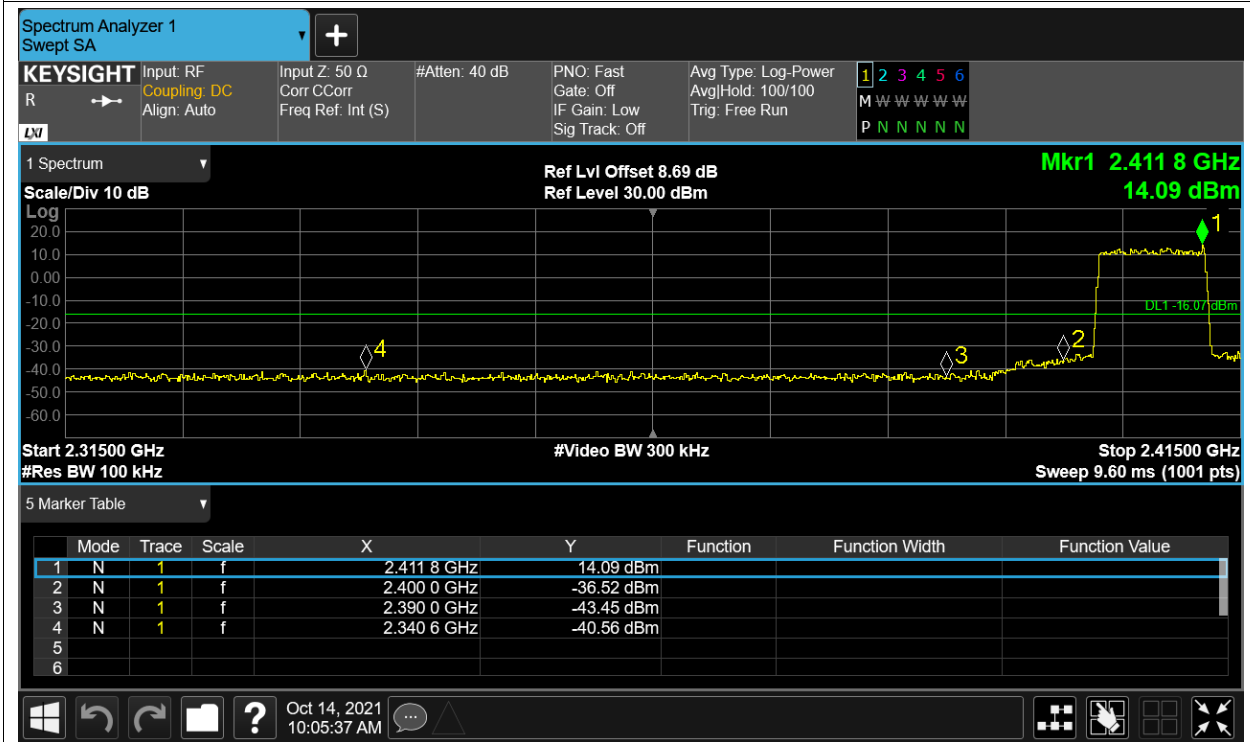 Spectrum Analyzer 1
Swept SA
KEYSIGHT Input: RF Input Z: 50 Ω #Atten: 40 dB PNO: Fast Avg Type: Log-Power 1 2 3 4 5 6
R Coupling: DC Corr CCorr Gate: Off Avg|Hold: 100/100 M W W W W W
Align: Auto Freq Ref: Int (S) IF Gain: Low Trig: Free Run
LXI Sig Track: Off P N N N N N
1 Spectrum Ref Lvl Offset 8.69 dB Mkr1 2.411 8 GHz
Scale/Div 10 dB Ref Level 30.00 dBm 14.09 dBm
Log
1
20.0
10.0
0.00
-10.0
DL1 -16.07 dBm
-20.0
-30.0
4 3 2
-40.0
-50.0
-60.0
Start 2.31500 GHz #Video BW 300 kHz Stop 2.41500 GHz
#Res BW 100 kHz Sweep 9.60 ms (1001 pts)
5 Marker Table
Mode Trace Scale X Y Function Function Width Function Value
1 N 1 f 2.411 8 GHz 14.09 dBm
2 N 1 f 2.400 0 GHz -36.52 dBm
3 N 1 f 2.390 0 GHz -43.45 dBm
4 N 1 f 2.340 6 GHz -40.56 dBm
5
6
? Oct 14, 2021
10:05:37 AM